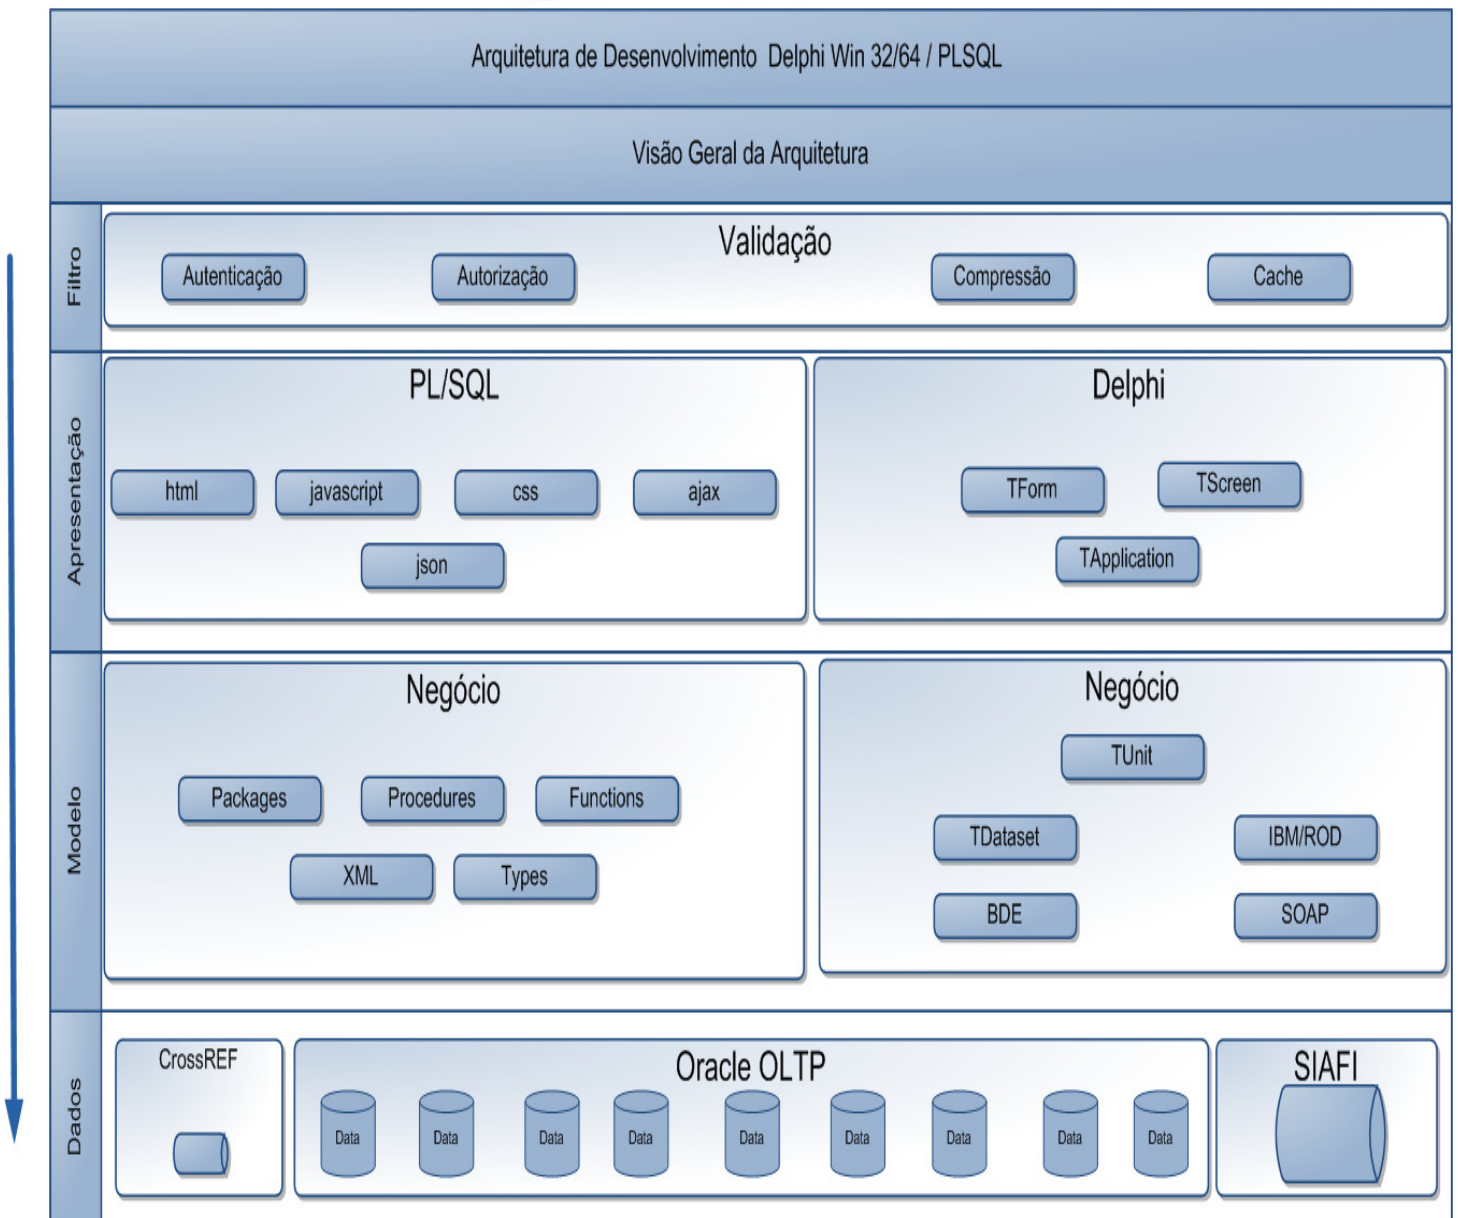 Arquitetura de Desenvolvimento Delphi Win 32/64 / PLSQL
Visão Geral da Arquitetura
Filtro
Validação
Autenticação
Autorização
Compressão
Cache
Apresentação
PL/SQL
html
javascript
css
ajax
json
Delphi
TForm
TScreen
TApplication
Modelo
Negócio
Packages
Procedures
Functions
XML
Types
Negócio
TUnit
TDataset
IBM/ROD
BDE
SOAP
Dados
CrossREF
Oracle OLTP
Data
Data
Data
Data
Data
Data
Data
Data
Data
SIAFI